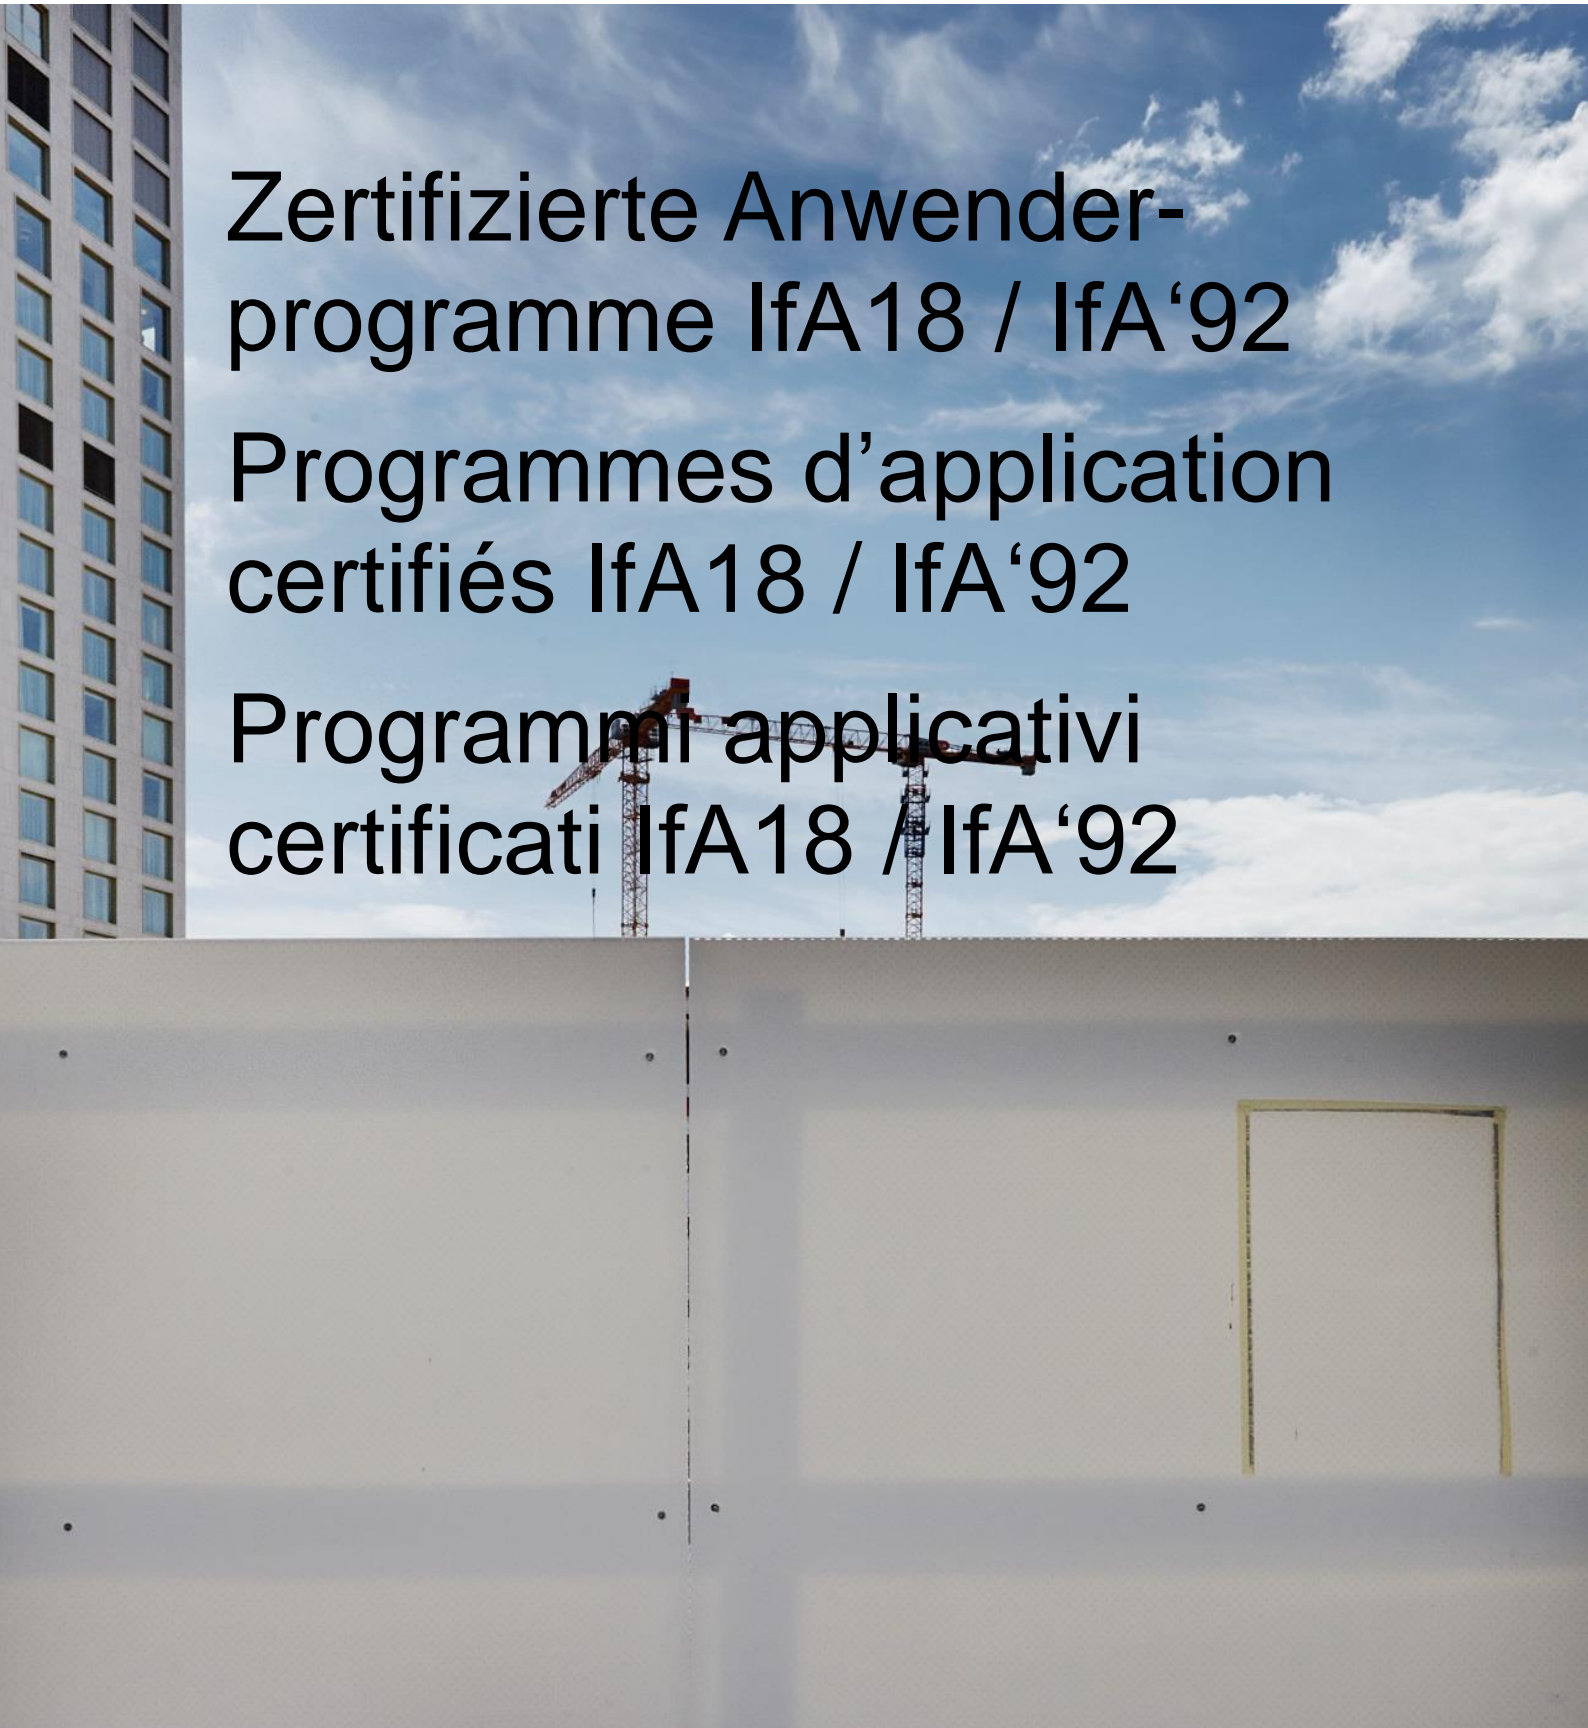 Zertifizierte Anwender-
programme IfA18 / IfA‘92
Programmes d’application
certifiés IfA18 / IfA‘92
Programmi applicativi
certificati IfA18 / IfA‘92